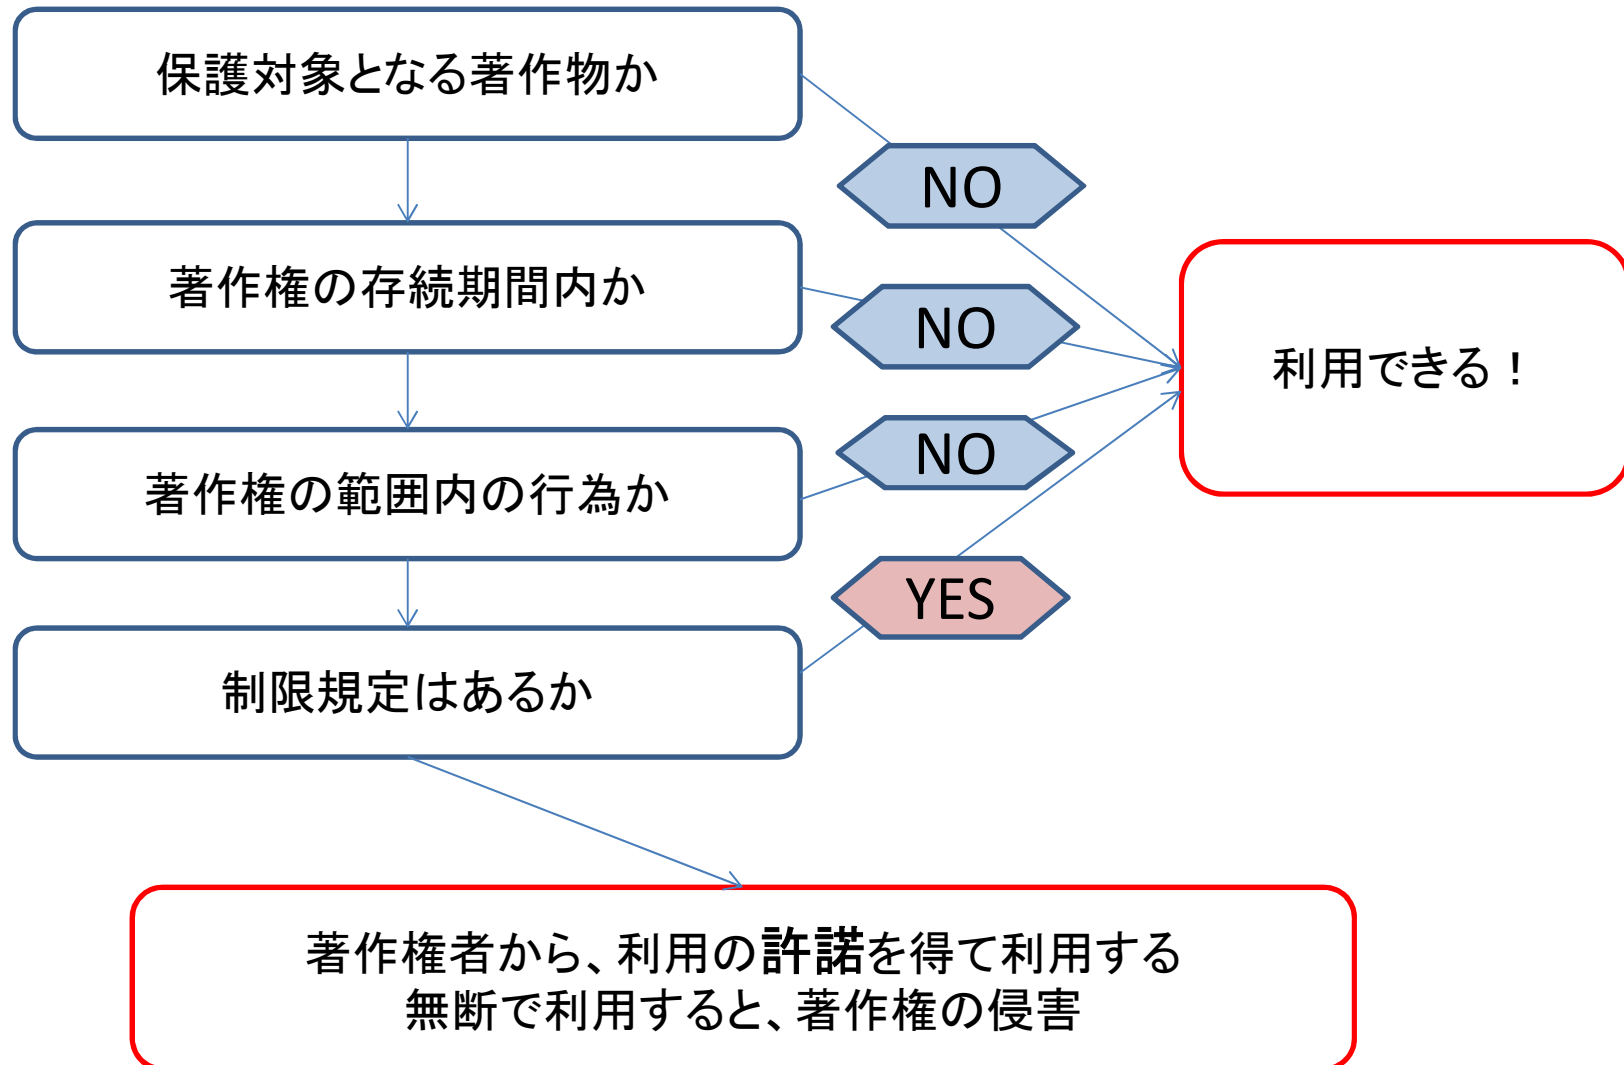 保護対象となる著作物か
NO
著作権の存続期間内か
NO
利用できる！
著作権の範囲内の行為か
NO
YES
制限規定はあるか
著作権者から、利用の許諾を得て利用する
無断で利用すると、著作権の侵害